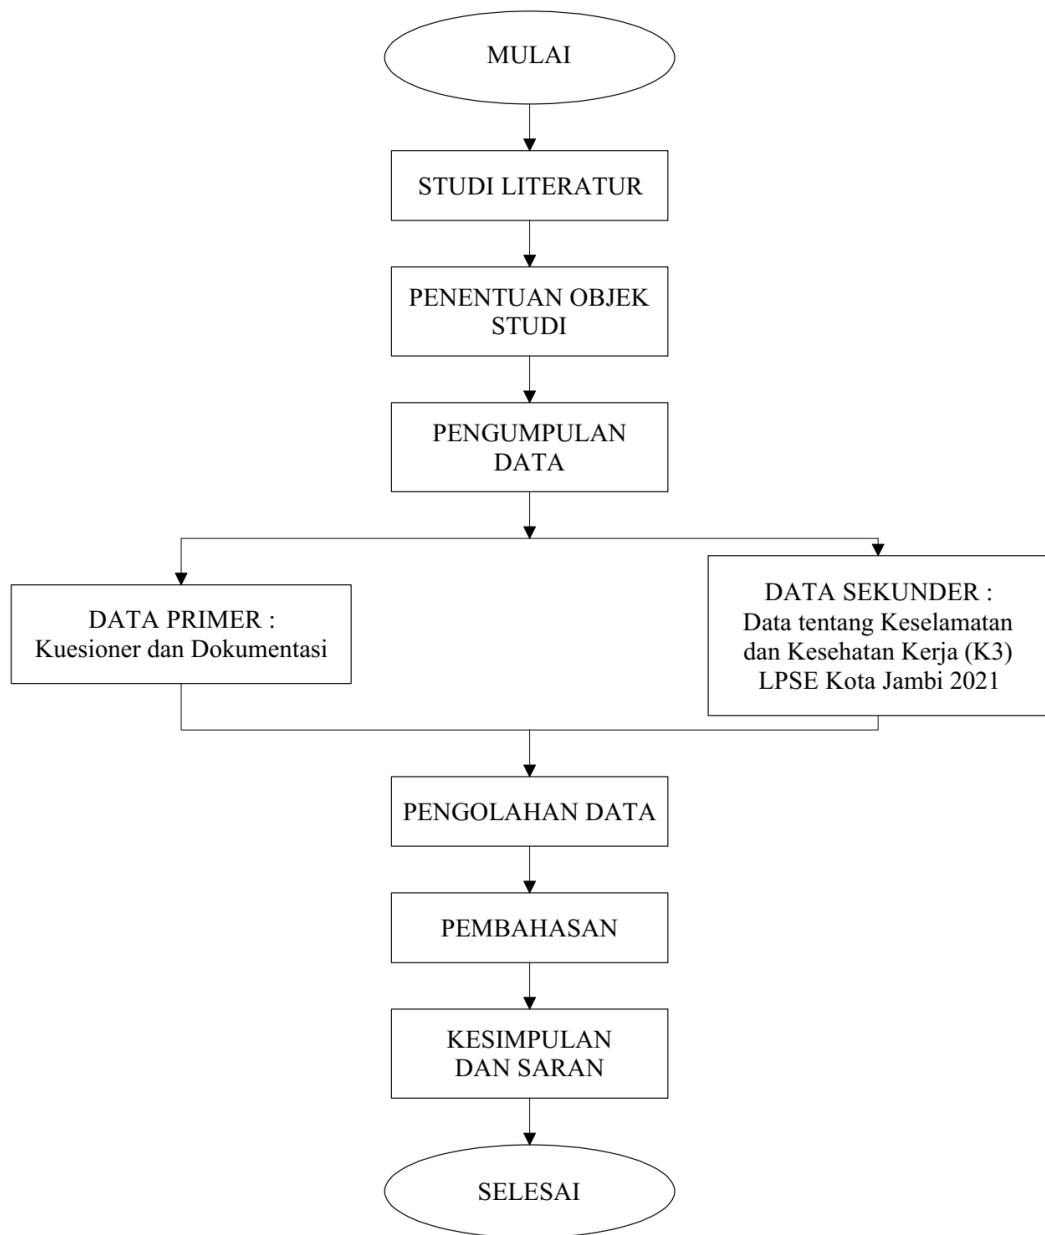 MULAI
STUDI LITERATUR
PENENTUAN OBJEK
STUDI
PENGUMPULAN
DATA
DATA PRIMER :
Kuesioner dan Dokumentasi
DATA SEKUNDER :
Data tentang Keselamatan
dan Kesehatan Kerja (K3)
LPSE Kota Jambi 2021
PENGOLAHAN DATA
PEMBAHASAN
KESIMPULAN
DAN SARAN
SELESAI